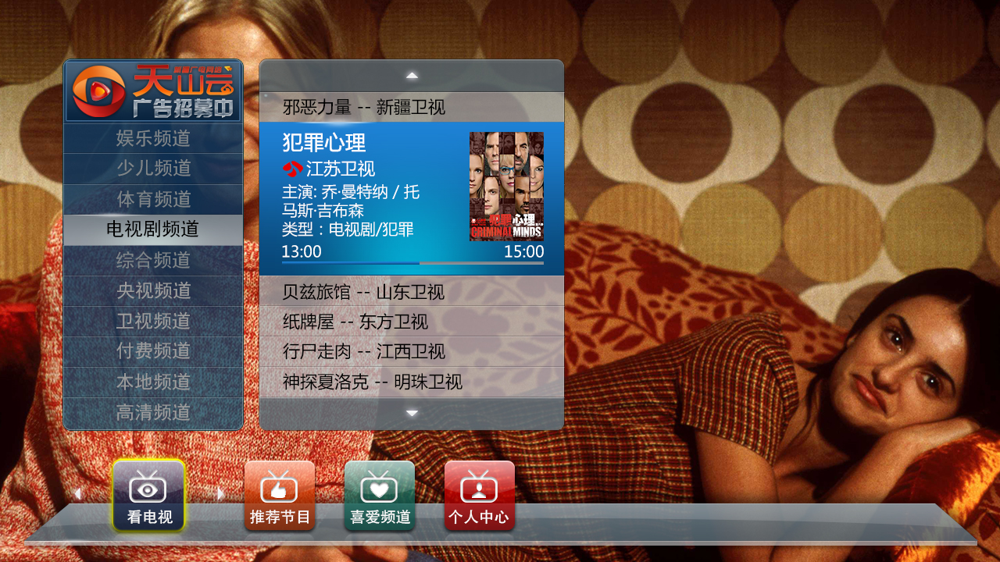 新疆广电网络
天山云
广告招募中
娱乐频道
少儿频道
体育频道
电视剧频道
综合频道
央视频道
卫视频道
付费频道
本地频道
高清频道
邪恶力量 -- 新疆卫视
犯罪心理
江苏卫视
主演: 乔·曼特纳 / 托
马斯·吉布森
类型：电视剧/犯罪
13:00 15:00
犯罪心理
CRIMINAL MINDS
贝兹旅馆 -- 山东卫视
纸牌屋 -- 东方卫视
行尸走肉 -- 江西卫视
神探夏洛克 -- 明珠卫视
看电视
推荐节目
喜爱频道
个人中心